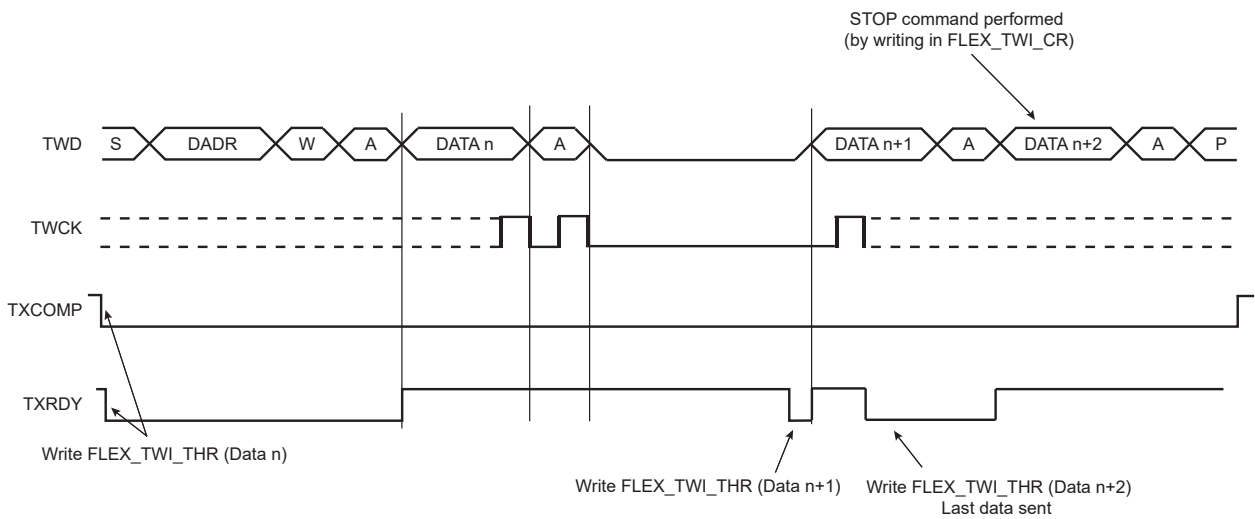 STOP command performed
(by writing in FLEX_TWI_CR)
TWD S DADR W A DATA n A DATA n+1 A DATA n+2 A P
TWCK
TXCOMP
TXRDY
Write FLEX_TWI_THR (Data n)
Write FLEX_TWI_THR (Data n+1) Write FLEX_TWI_THR (Data n+2)
Last data sent